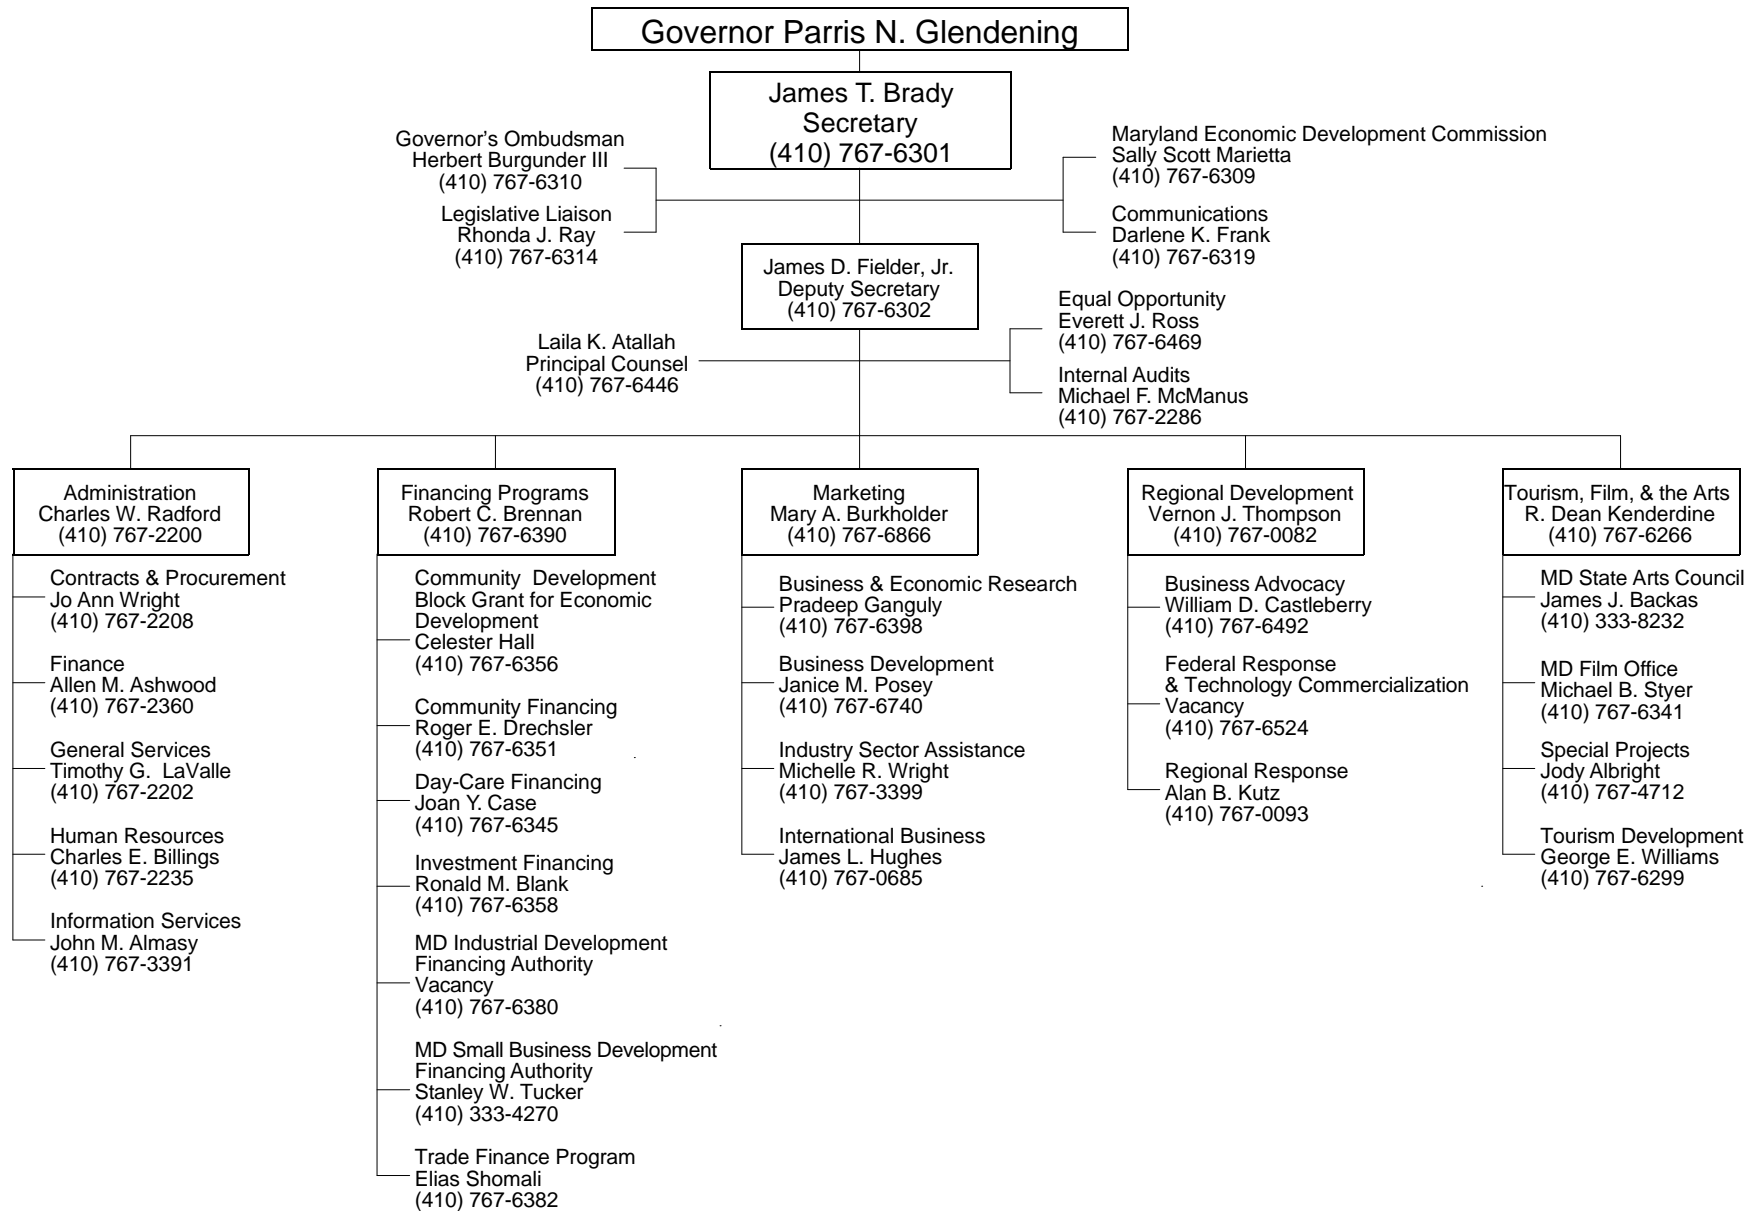 Governor Parris N. Glendening
James T. Brady
Secretary
(410) 767-6301
Governor's Ombudsman
Herbert Burgunder III
(410) 767-6310
Legislative Liaison
Rhonda J. Ray
(410) 767-6314
Maryland Economic Development Commission
Sally Scott Marietta
(410) 767-6309
Communications
Darlene K. Frank
(410) 767-6319
James D. Fielder, Jr.
Deputy Secretary
(410) 767-6302
Laila K. Atallah
Principal Counsel
(410) 767-6446
Equal Opportunity
Everett J. Ross
(410) 767-6469
Internal Audits
Michael F. McManus
(410) 767-2286
Administration
Charles W. Radford
(410) 767-2200
Contracts & Procurement
Jo Ann Wright
(410) 767-2208
Finance
Allen M. Ashwood
(410) 767-2360
General Services
Timothy G. LaValle
(410) 767-2202
Human Resources
Charles E. Billings
(410) 767-2235
Information Services
John M. Almasy
(410) 767-3391
Financing Programs
Robert C. Brennan
(410) 767-6390
Community Development
Block Grant for Economic
Development
Celester Hall
(410) 767-6356
Community Financing
Roger E. Drechsler
(410) 767-6351
Day-Care Financing
Joan Y. Case
(410) 767-6345
Investment Financing
Ronald M. Blank
(410) 767-6358
MD Industrial Development
Financing Authority
Vacancy
(410) 767-6380
MD Small Business Development
Financing Authority
Stanley W. Tucker
(410) 333-4270
Trade Finance Program
Elias Shomali
(410) 767-6382
Marketing
Mary A. Burkholder
(410) 767-6866
Business & Economic Research
Pradeep Ganguly
(410) 767-6398
Business Development
Janice M. Posey
(410) 767-6740
Industry Sector Assistance
Michelle R. Wright
(410) 767-3399
International Business
James L. Hughes
(410) 767-0685
Regional Development
Vernon J. Thompson
(410) 767-0082
Business Advocacy
William D. Castleberry
(410) 767-6492
Federal Response
& Technology Commercialization
Vacancy
(410) 767-6524
Regional Response
Alan B. Kutz
(410) 767-0093
Tourism, Film, & the Arts
R. Dean Kenderdine
(410) 767-6266
MD State Arts Council
James J. Backas
(410) 333-8232
MD Film Office
Michael B. Styer
(410) 767-6341
Special Projects
Jody Albright
(410) 767-4712
Tourism Development
George E. Williams
(410) 767-6299